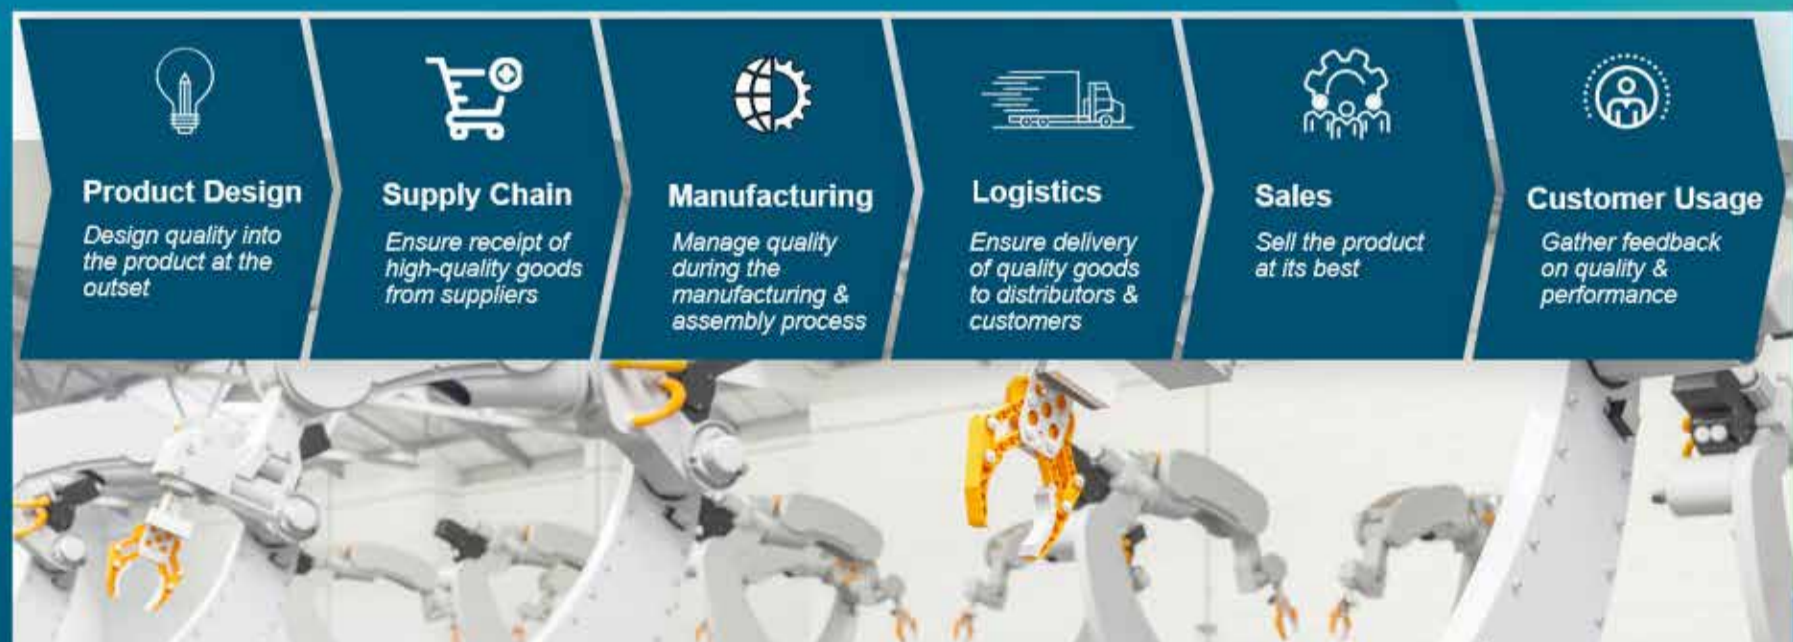 Product Design
Design quality into
the product at the
outset
Supply Chain
Ensure receipt of
high-quality goods
from suppliers
Manufacturing
Manage quality
during the
manufacturing &
assembly process
Logistics
Ensure delivery
of quality goods
to distributors &
customers
Sales
Sell the product
at its best
Customer Usage
Gather feedback
on quality &
performance